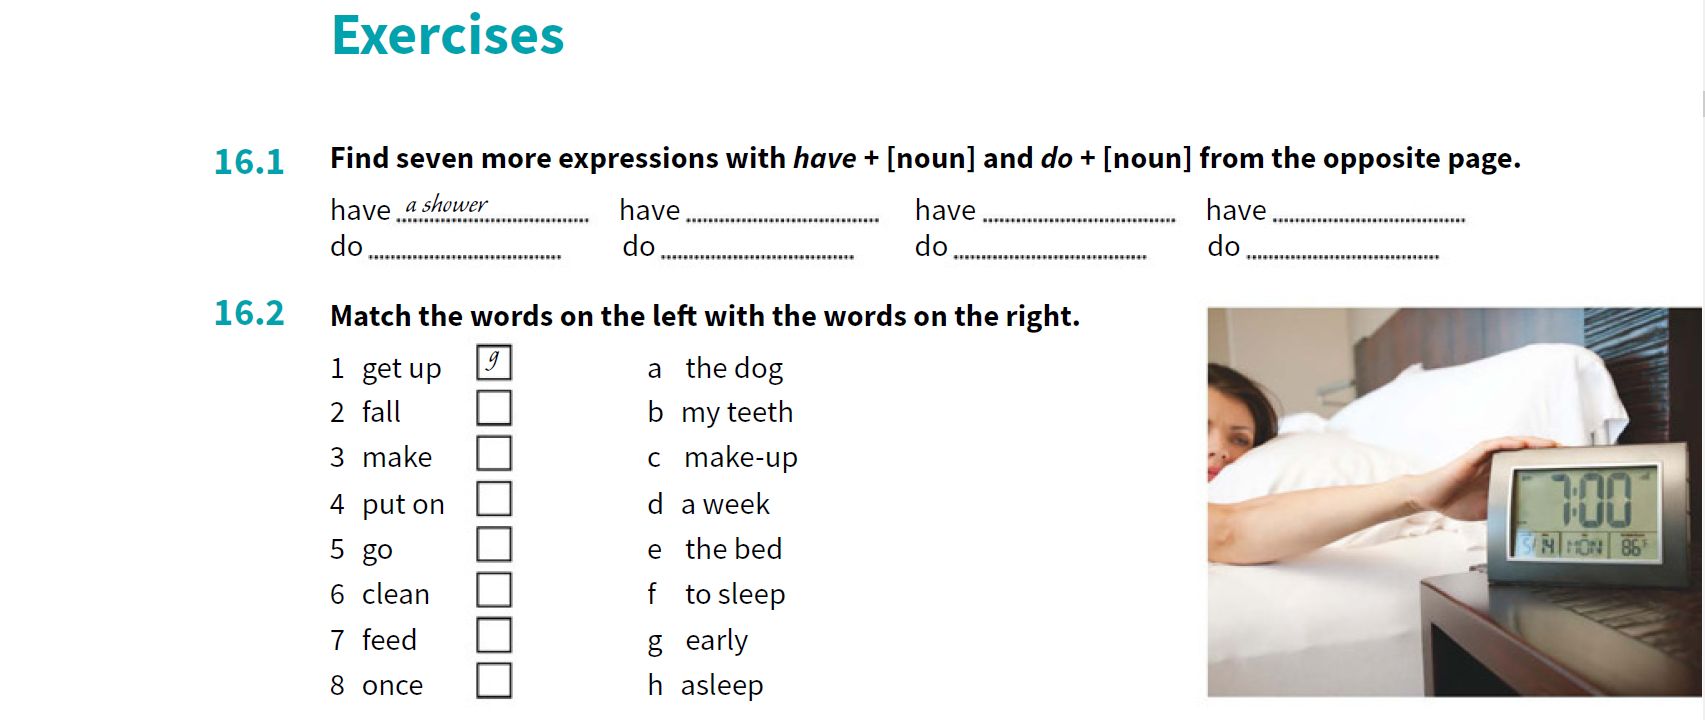 Exercises
16.1 Find seven more expressions with have + [noun] and do + [noun] from the opposite page.
have a shower have have have
do do do do
16.2 Match the words on the left with the words on the right.
1 get up g a the dog
2 fall b my teeth
3 make c make-up
4 put on d a week
5 go e the bed
6 clean f to sleep
7 feed g early
8 once h asleep
7:00
5/14 MON 86°F